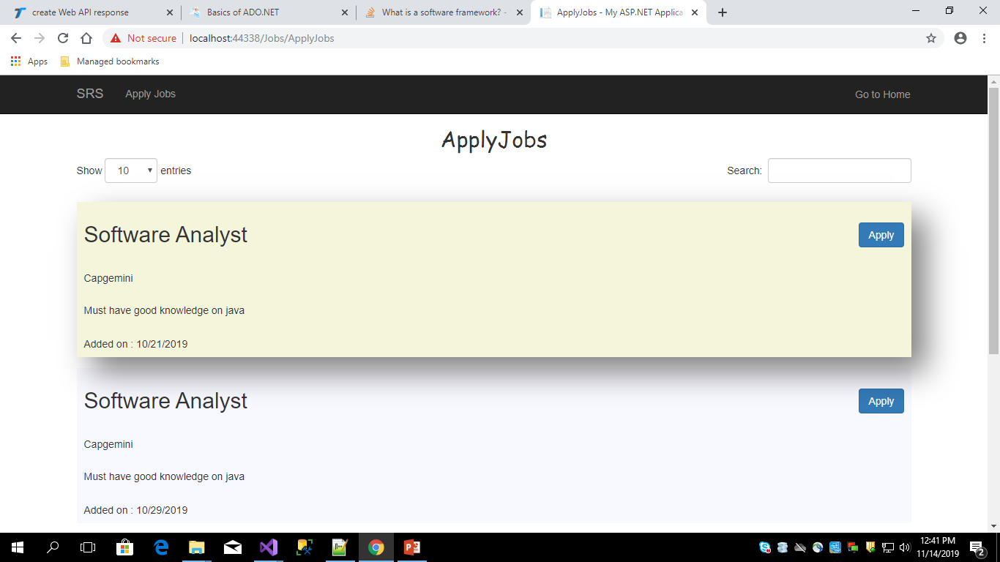 create Web API response
Basics of ADO.NET
What is a software framework? -
ApplyJobs - My ASP.NET Applica
Not secure localhost:44338/Jobs/ApplyJobs
Apps Managed bookmarks
SRS Apply Jobs Go to Home
ApplyJobs
Show 10 entries Search:
Software Analyst Apply
Capgemini
Must have good knowledge on java
Added on : 10/21/2019
Software Analyst Apply
Capgemini
Must have good knowledge on java
Added on : 10/29/2019
12:41 PM
11/14/2019
2